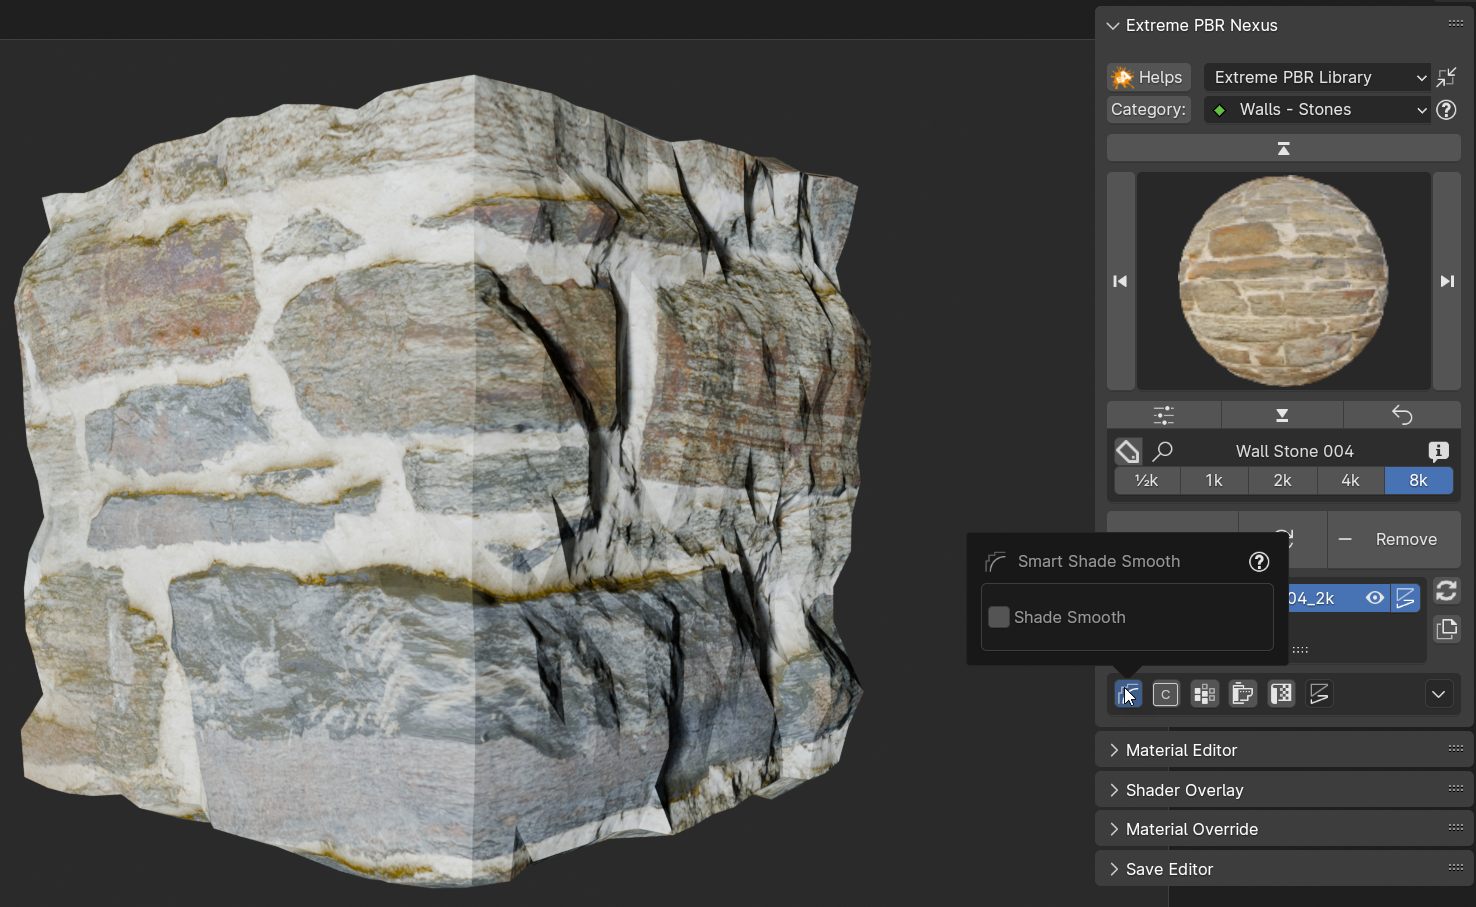 Extreme PBR Nexus
Helps
Extreme PBR Library
Category:
Walls - Stones
Wall Stone 004
½k
1k
2k
4k
8k
Remove
Smart Shade Smooth
Shade Smooth
04_2k
C
Material Editor
Shader Overlay
Material Override
Save Editor